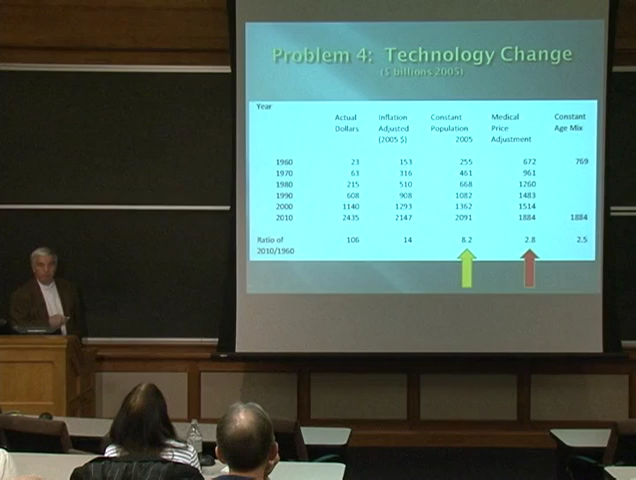 Problem 4: Technology Change
($ billions 2005)
Year
Actual Dollars Inflation Adjusted (2005 $) Constant Population 2005 Medical Price Adjustment Constant Age Mix
1960 23 153 255 672 769
1970 63 316 461 961
1980 215 510 668 1260
1990 608 908 1082 1483
2000 1140 1293 1362 1514
2010 2435 2147 2091 1884 1884
Ratio of 2010/1960 106 14 8.2 2.8 2.5